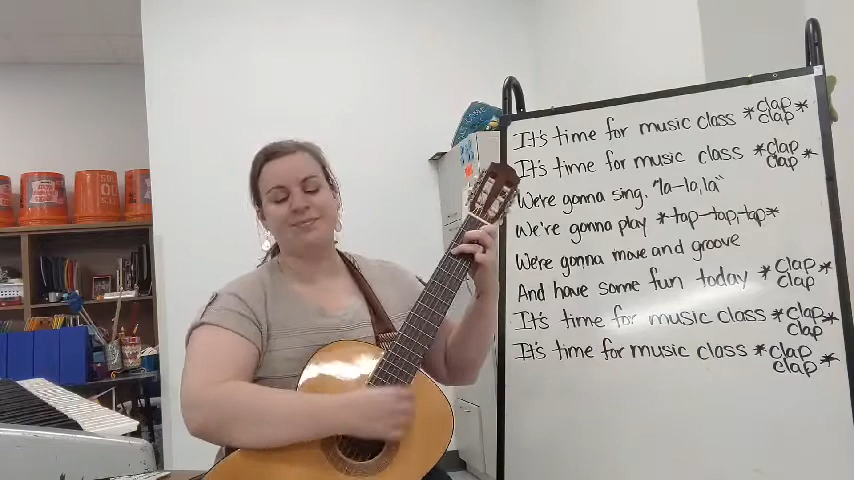 It's time for music class *clap clap*
It's time for music class *clap clap*
We're gonna sing, "la-la, la"
We're gonna play *tap-tap, tap*
We're gonna move and groove
And have some fun today *clap clap*
It's time for music class *clap clap*
It's time for music class *clap clap*